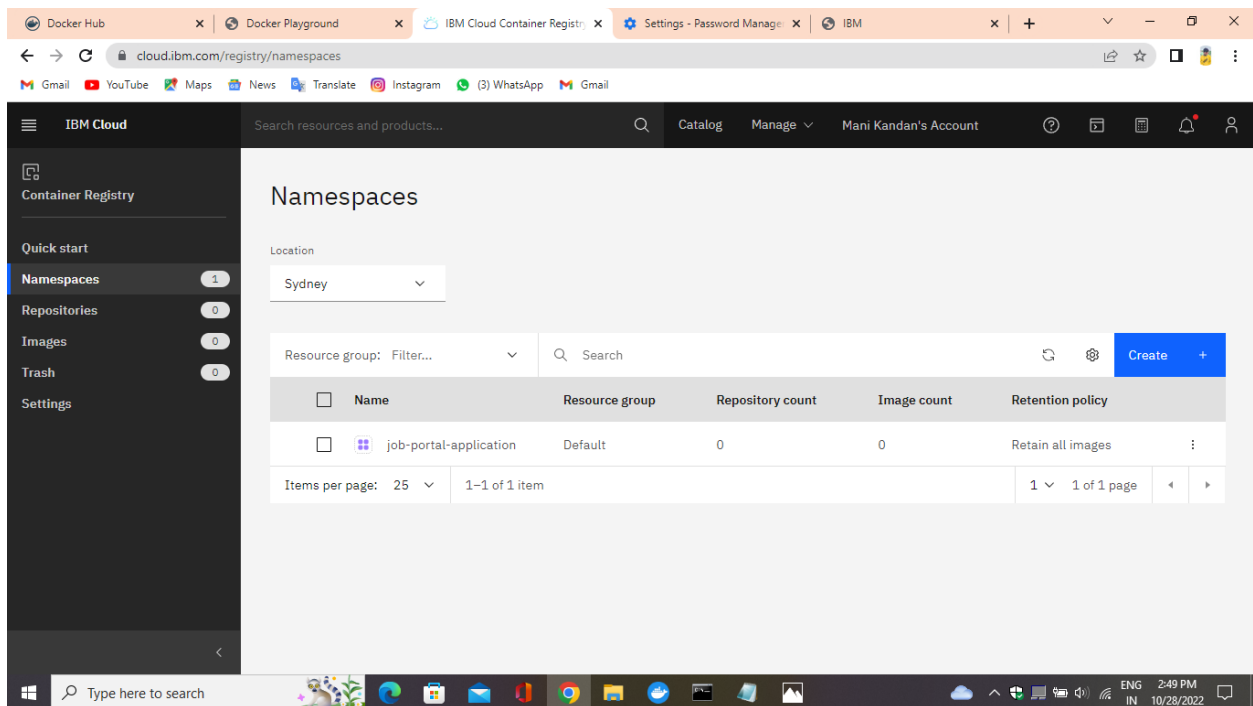 Docker Hub
Docker Playground
IBM Cloud Container Registr
Settings - Password Manage
IBM
cloud.ibm.com/registry/namespaces
Gmail YouTube Maps News Translate Instagram (3) WhatsApp Gmail
IBM Cloud
Search resources and products...
Catalog
Manage
Mani Kandan's Account
Container Registry
Quick start
Namespaces 1
Repositories 0
Images 0
Trash 0
Settings
Namespaces
Location
Sydney
Resource group: Filter...
Search
Create +
Name Resource group Repository count Image count Retention policy
job-portal-application Default 0 0 Retain all images
Items per page: 25 1–1 of 1 item 1 1 of 1 page
Type here to search
ENG
IN
2:49 PM
10/28/2022